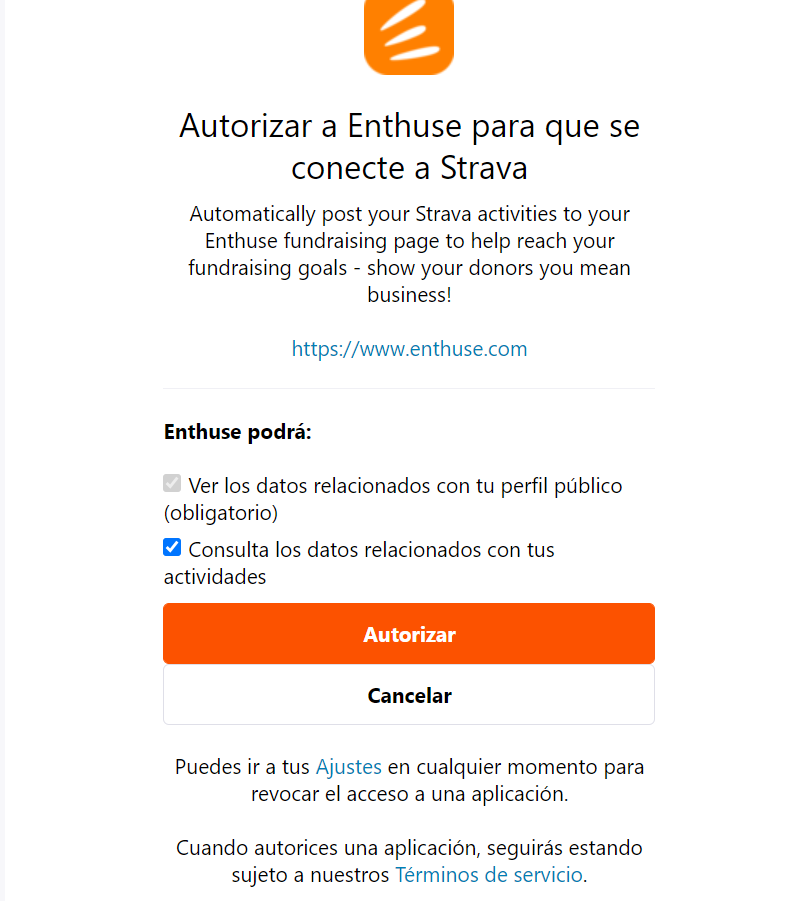 Autorizar a Enthuse para que se
conecte a Strava
Automatically post your Strava activities to your
Enthuse fundraising page to help reach your
fundraising goals - show your donors you mean
business!
https://www.enthuse.com
Enthuse podrá:
Ver los datos relacionados con tu perfil público
(obligatorio)
Consulta los datos relacionados con tus
actividades
Autorizar
Cancelar
Puedes ir a tus Ajustes en cualquier momento para
revocar el acceso a una aplicación.
Cuando autorices una aplicación, seguirás estando
sujeto a nuestros Términos de servicio.